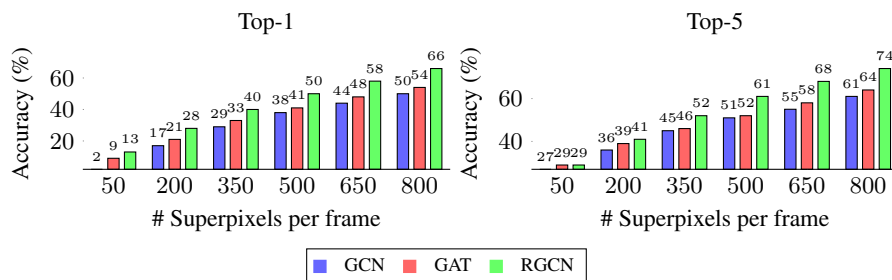 Top-1
Accuracy (%)
60
40
20
2 9 13 17 21 28 29 33 40 38 41 50 44 48 58 50 54 66
50 200 350 500 650 800
# Superpixels per frame
Top-5
Accuracy (%)
60
40
27 29 29 36 39 41 45 46 52 51 52 61 55 58 68 61 64 74
50 200 350 500 650 800
# Superpixels per frame
GCN GAT RGCN